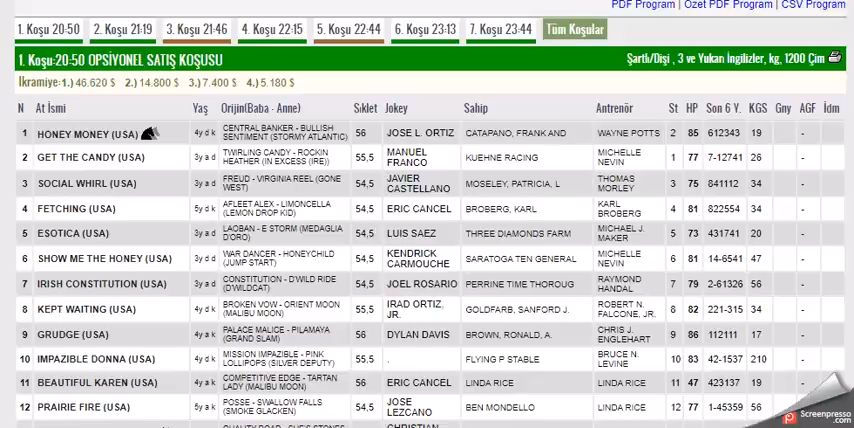 PDF Program | Özet PDF Program | CSV Program
1. Koşu 20:50 2. Koşu 21:19 3. Koşu 21:46 4. Koşu 22:15 5. Koşu 22:44 6. Koşu 23:13 7. Koşu 23:44 Tüm Koşular
1. Koşu:20:50 OPSİYONEL SATIŞ KOŞUSU Şartlı/Dişi , 3 ve Yukarı İngilizler, kg, 1200 Çim
İkramiye:1.) 46.620 $ 2.) 14.800 $ 3.) 7.400 $ 4.) 5.180 $
N At İsmi Yaş Orijin(Baba - Anne) Sıklet Jokey Sahip Antrenör St HP Son 6 Y. KGS Gny AGF İdm
1 HONEY MONEY (USA) 4y d k CENTRAL BANKER - BULLISH SENTIMENT (STORMY ATLANTIC) 56 JOSE L. ORTIZ CATAPANO, FRANK AND WAYNE POTTS 2 85 612343 19 -
2 GET THE CANDY (USA) 3y a d TWIRLING CANDY - ROCKIN HEATHER (IN EXCESS (IRE)) 55,5 MANUEL FRANCO KUEHNE RACING MICHELLE NEVIN 1 77 7-12741 26 -
3 SOCIAL WHIRL (USA) 3y a d FREUD - VIRGINIA REEL (GONE WEST) 54,5 JAVIER CASTELLANO MOSELEY, PATRICIA, L THOMAS MORLEY 3 75 841112 34 -
4 FETCHING (USA) 5y d k AFLEET ALEX - LIMONCELLA (LEMON DROP KID) 54,5 ERIC CANCEL BROBERG, KARL KARL BROBERG 4 81 822554 34 -
5 ESOTICA (USA) 3y a d LAOBAN - E STORM (MEDAGLIA D'ORO) 54,5 LUIS SAEZ THREE DIAMONDS FARM MICHAEL J. MAKER 5 73 431741 20 -
6 SHOW ME THE HONEY (USA) 3y d d WAR DANCER - HONEYCHILD (JUMP START) 54,5 KENDRICK CARMOUCHE SARATOGA TEN GENERAL MICHELLE NEVIN 6 81 14-6541 47 -
7 IRISH CONSTITUTION (USA) 3y a d CONSTITUTION - D'WILD RIDE (D'WILDCAT) 54,5 JOEL ROSARIO PERRINE TIME THOROUG RAYMOND HANDAL 7 79 2-61326 56 -
8 KEPT WAITING (USA) 4y d k BROKEN VOW - ORIENT MOON (MALIBU MOON) 55,5 IRAD ORTIZ, JR. GOLDFARB, SANFORD J. ROBERT N. FALCONE, JR. 8 82 221-315 34 -
9 GRUDGE (USA) 4y a k PALACE MALICE - PILAMAYA (GRAND SLAM) 56 DYLAN DAVIS BROWN, RONALD, A. CHRIS J. ENGLEHART 9 86 112111 17 -
10 IMPAZIBLE DONNA (USA) 4y d k MISSION IMPAZIBLE - PINK LOLLIPOPS (SILVER DEPUTY) 55,5 . FLYING P STABLE BRUCE N. LEVINE 10 83 42-1537 210 -
11 BEAUTIFUL KAREN (USA) 4y a k COMPETITIVE EDGE - TARTAN LADY (MALIBU MOON) 56 ERIC CANCEL LINDA RICE LINDA RICE 11 47 423137 19 -
12 PRAIRIE FIRE (USA) 5y a k POSSE - SWALLOW FALLS (SMOKE GLACKEN) 54,5 JOSE LEZCANO BEN MONDELLO LINDA RICE 12 77 1-45359 56 -
Screenpresso
Screenpresso.com